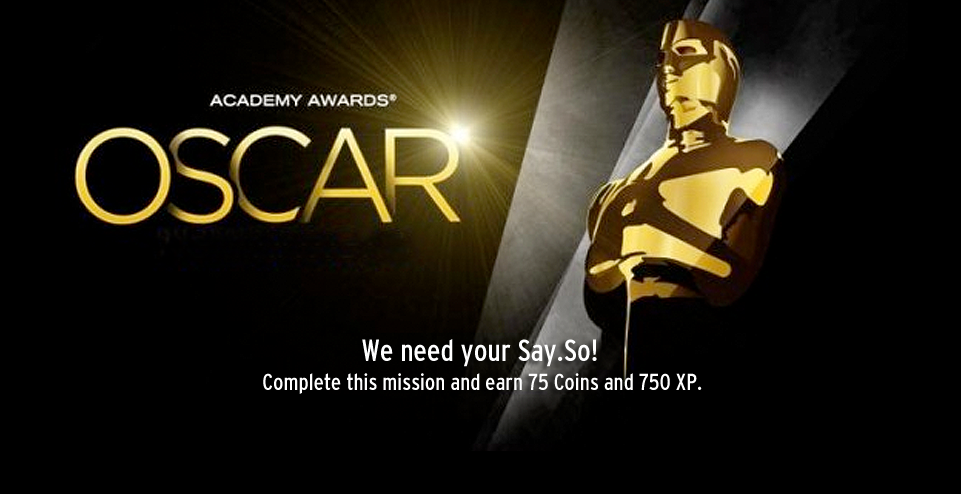 ACADEMY AWARDS®
OSCAR
We need your Say.So!
Complete this mission and earn 75 Coins and 750 XP.